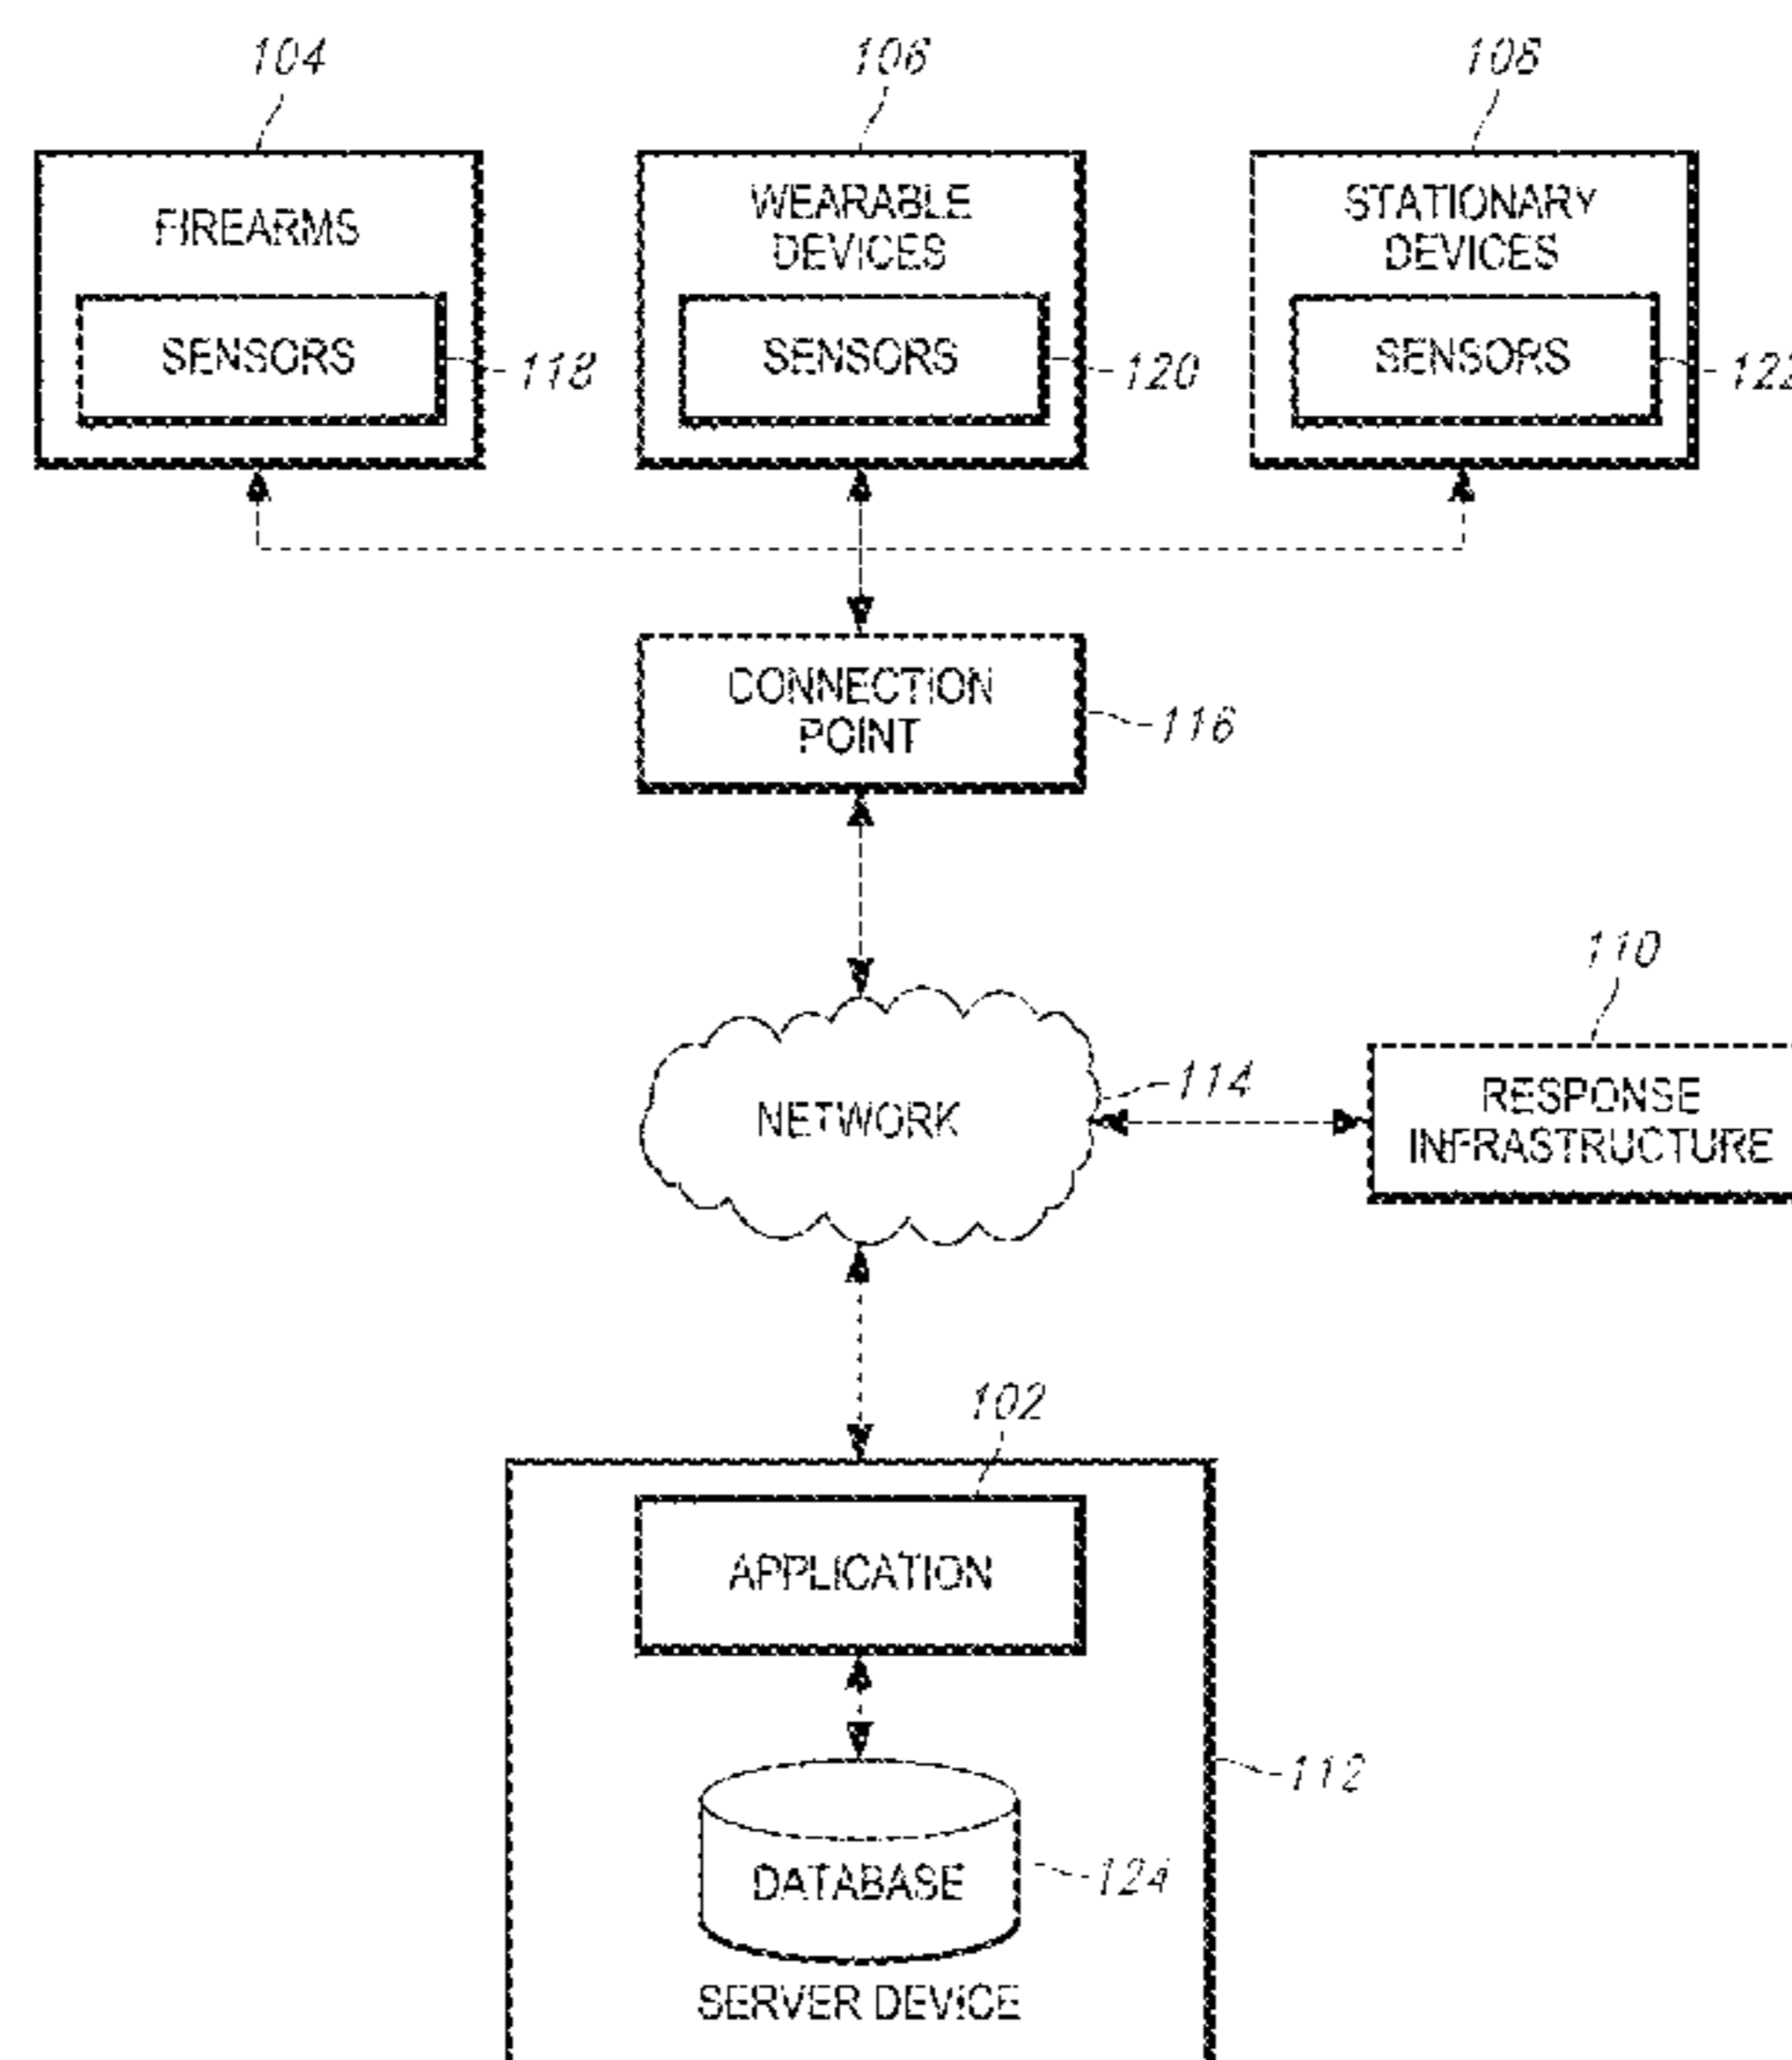 104
106
108
FIREARMS
WEARABLE
DEVICES
STATIONARY
DEVICES
SENSORS
118
SENSORS
120
SENSORS
122
CONNECTION
POINT
116
110
NETWORK
114
RESPONSE
INFRASTRUCTURE
102
APPLICATION
112
DATABASE
124
SERVER DEVICE